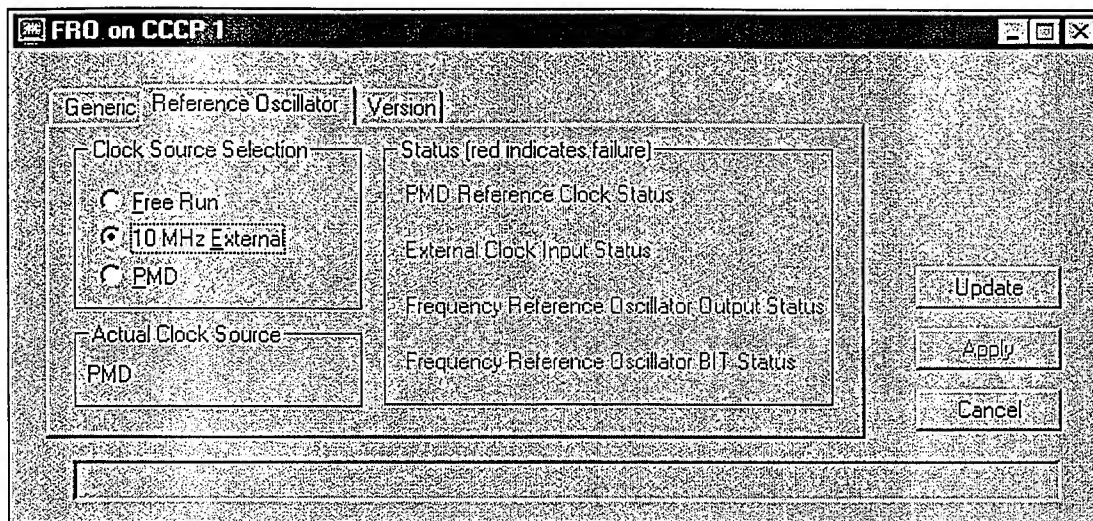 FRO on CCCP 1
Generic Reference Oscillator Version
Clock Source Selection
Free Run
10 MHz External
PMD
Actual Clock Source
PMD
Status (red indicates failure)
PMD Reference Clock Status
External Clock Input Status
Frequency Reference Oscillator Output Status
Frequency Reference Oscillator BIT Status
Update
Apply
Cancel